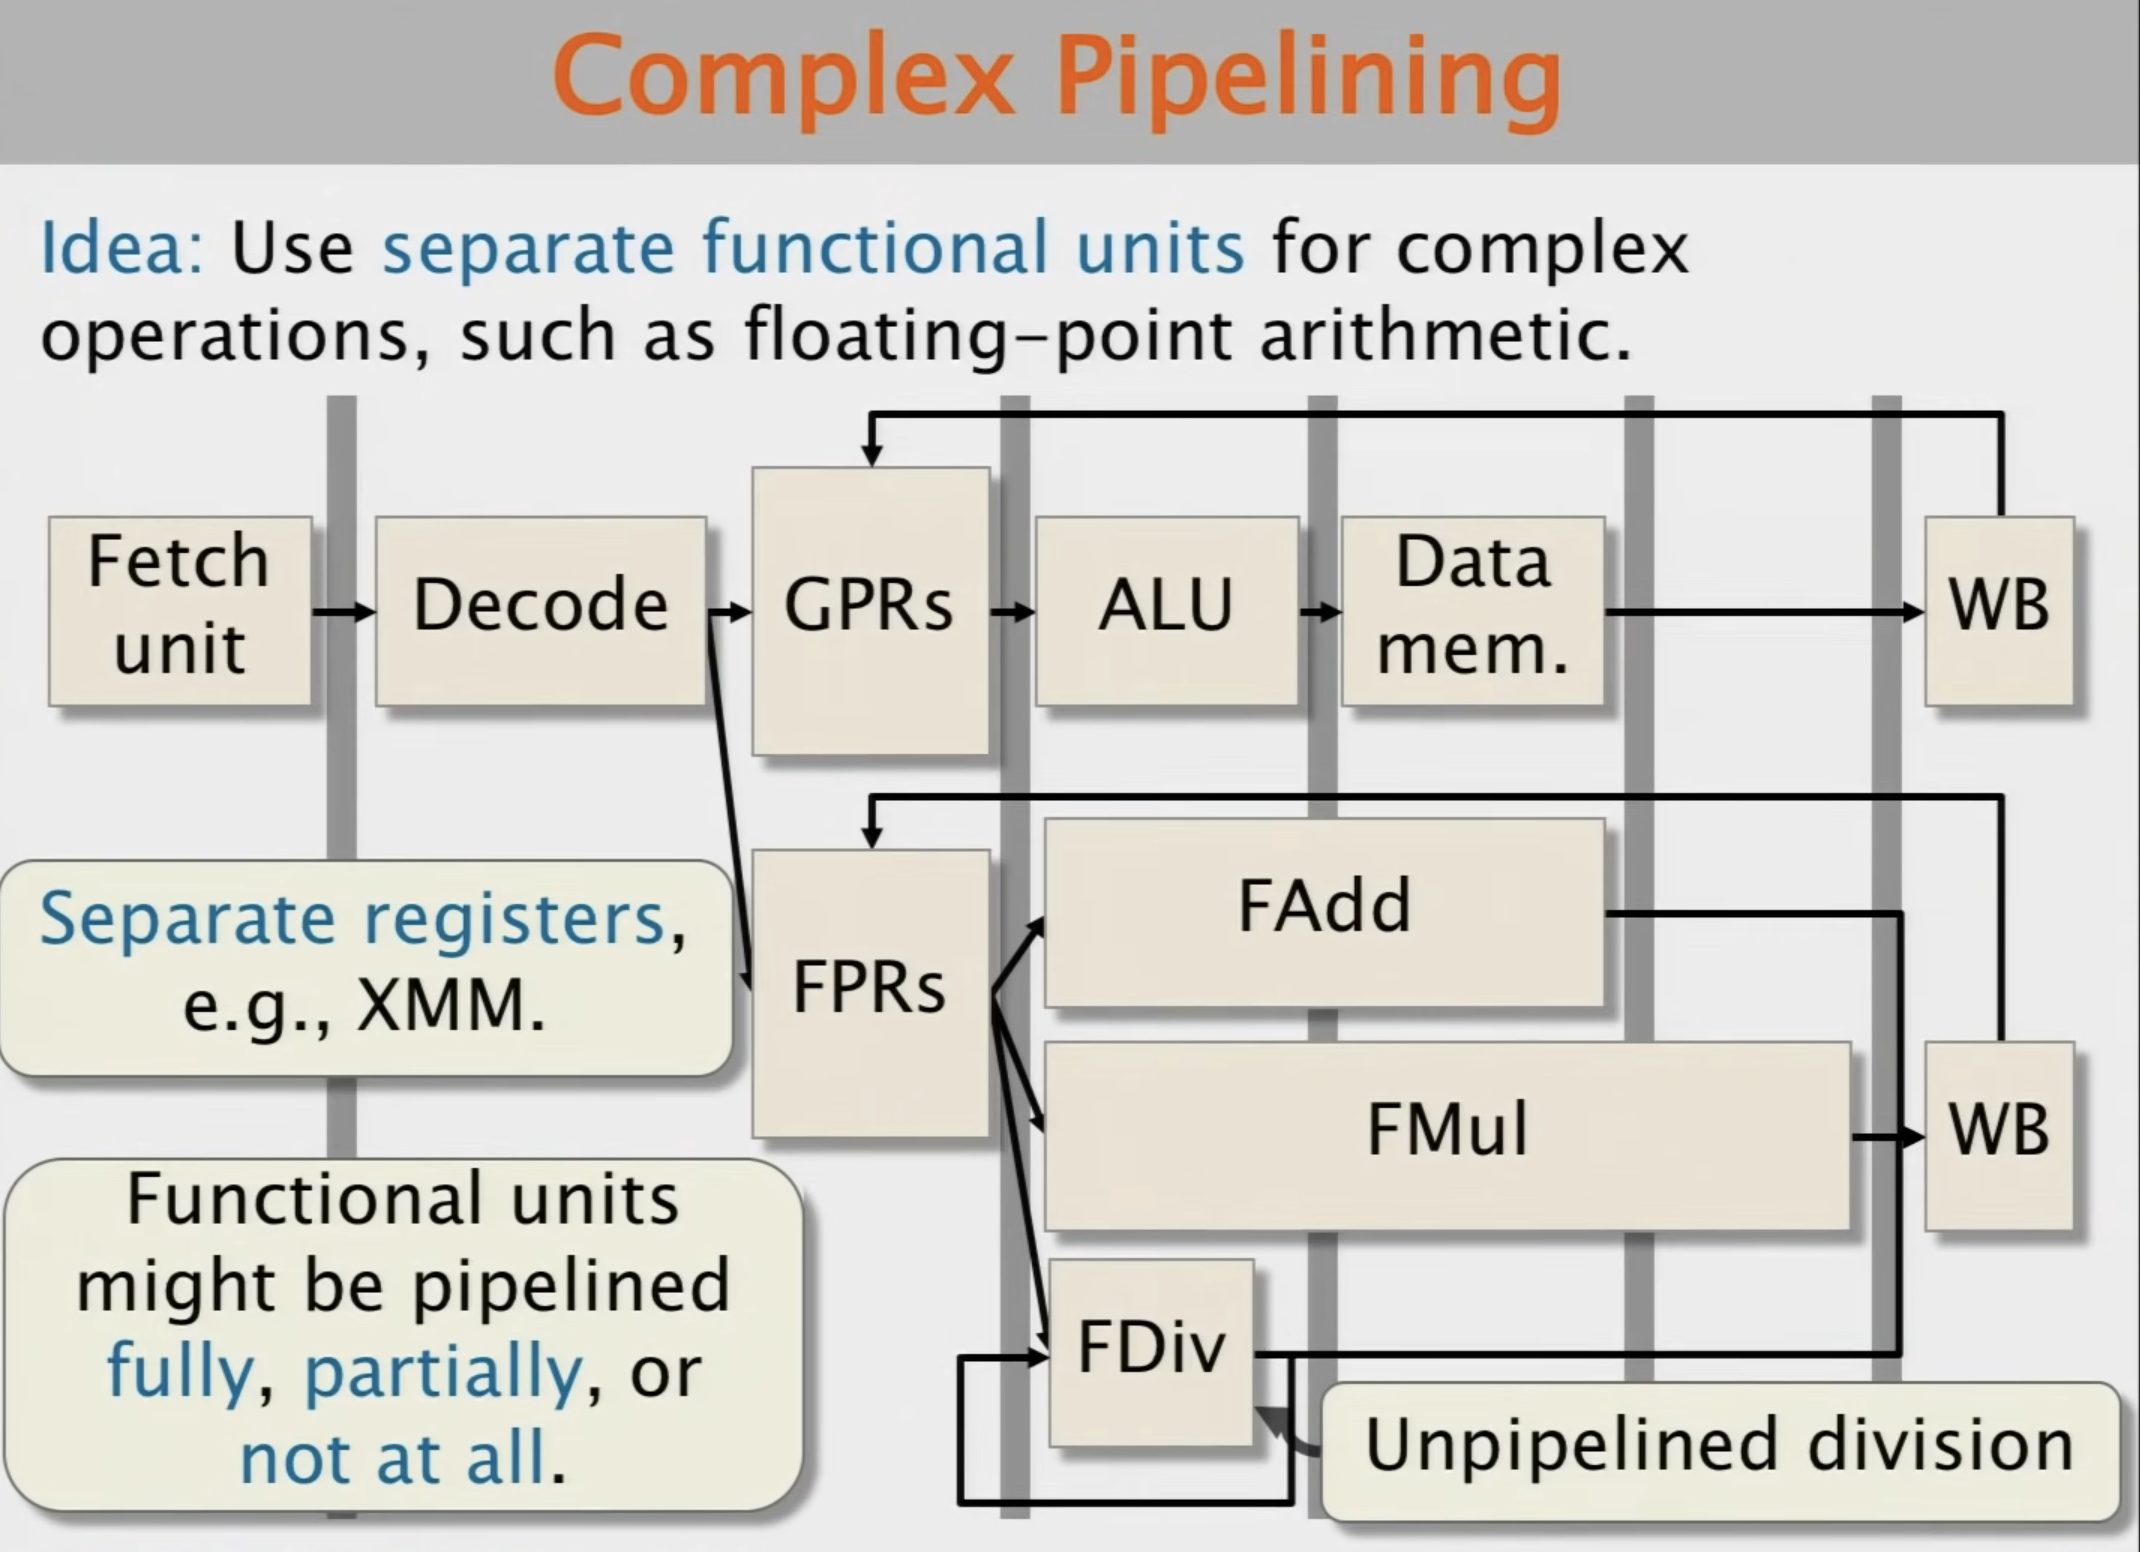 Complex Pipelining
Idea: Use separate functional units for complex
operations, such as floating-point arithmetic.
Fetch
unit
Decode
GPRs
ALU
Data
mem.
WB
Separate registers,
e.g., XMM.
FPRs
FAdd
FMul
WB
Functional units
might be pipelined
fully, partially, or
not at all.
FDiv
Unpipelined division